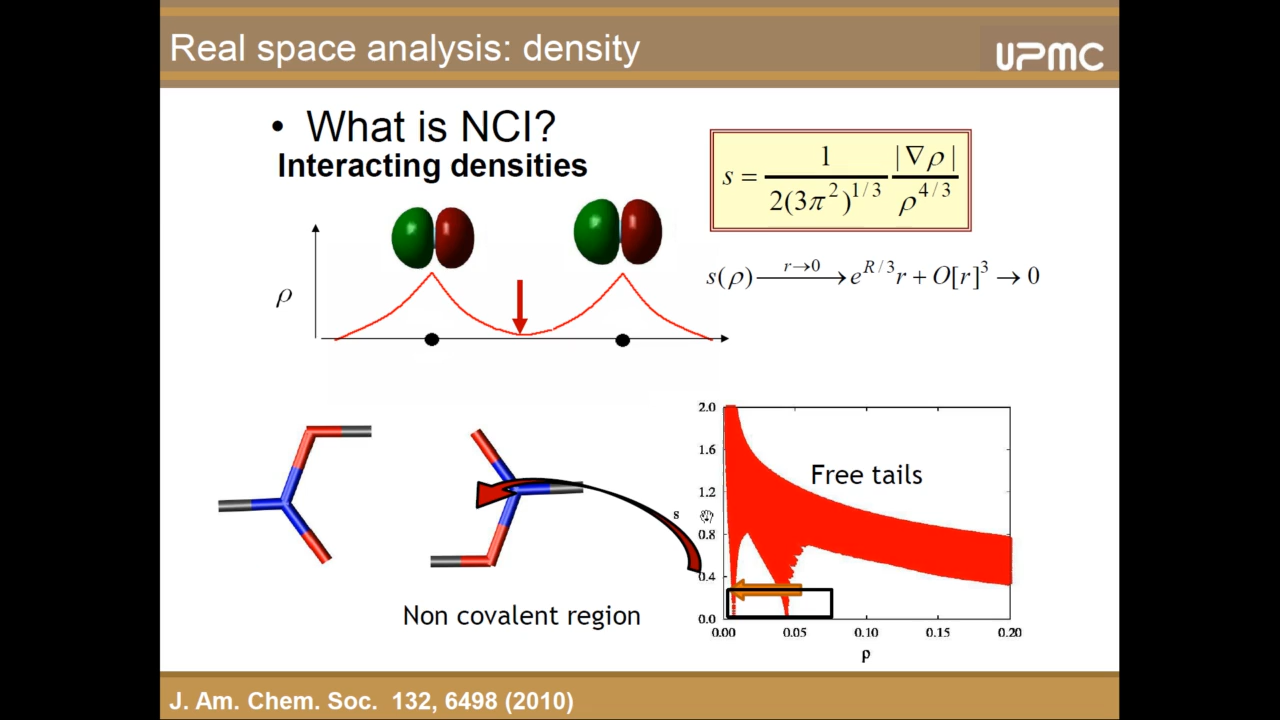 Real space analysis: density
UPMC
• What is NCI?
Interacting densities
s = 1 / 2(3π²)^{1/3} |∇ρ| / ρ^{4/3}
s(ρ) —r→0→ e^{R/3}r + O[r]³ → 0
ρ
2.0
1.6
1.2
0.8
0.4
0.0
s
Free tails
0.00 0.05 0.10 0.15 0.20
ρ
Non covalent region
J. Am. Chem. Soc. 132, 6498 (2010)